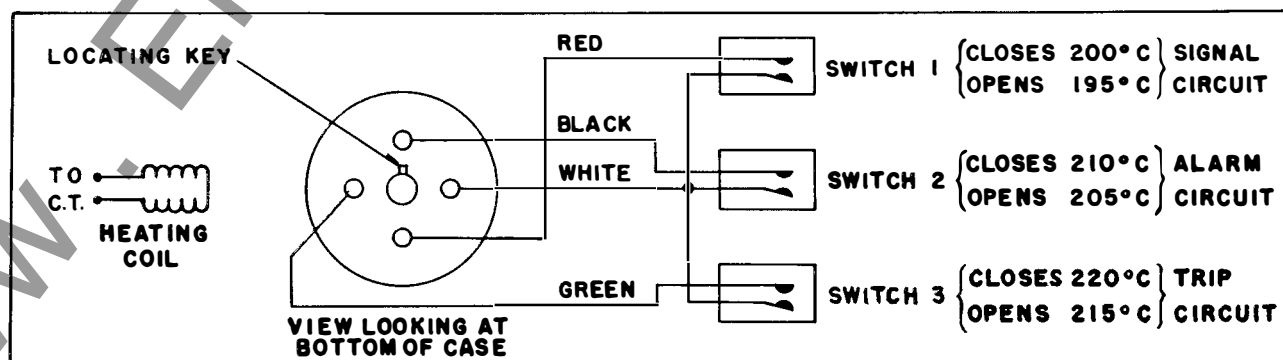 LOCATING KEY
RED
SWITCH 1 CLOSES 200°C SIGNAL
OPENS 195°C CIRCUIT
BLACK
WHITE
SWITCH 2 CLOSES 210°C ALARM
OPENS 205°C CIRCUIT
TO
C.T.
HEATING
COIL
GREEN
SWITCH 3 CLOSES 220°C TRIP
OPENS 215°C CIRCUIT
VIEW LOOKING AT
BOTTOM OF CASE